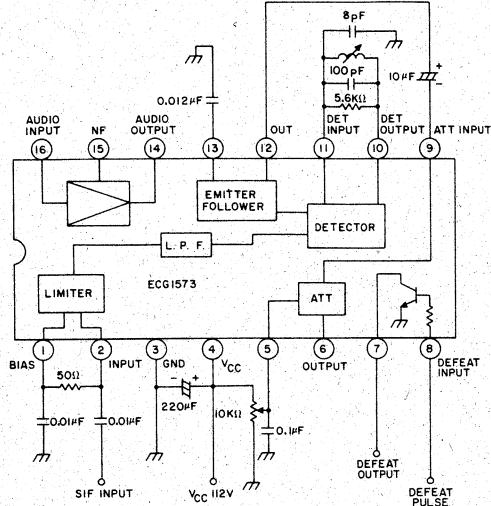 8pF
100pF
5.6KΩ
10µF
+
-
0.012µF
AUDIO INPUT
NF
AUDIO OUTPUT
OUT
DET INPUT
DET OUTPUT
ATT INPUT
16
15
14
13
12
11
10
9
EMITTER FOLLOWER
DETECTOR
L.P.F.
ECG1573
LIMITER
ATT
1
2
3
4
5
6
7
8
BIAS
INPUT
GND
VCC
OUTPUT
DEFEAT INPUT
50Ω
- +
220µF
10KΩ
0.01µF
0.01µF
0.1µF
SIF INPUT
VCC 112V
DEFEAT OUTPUT
DEFEAT PULSE